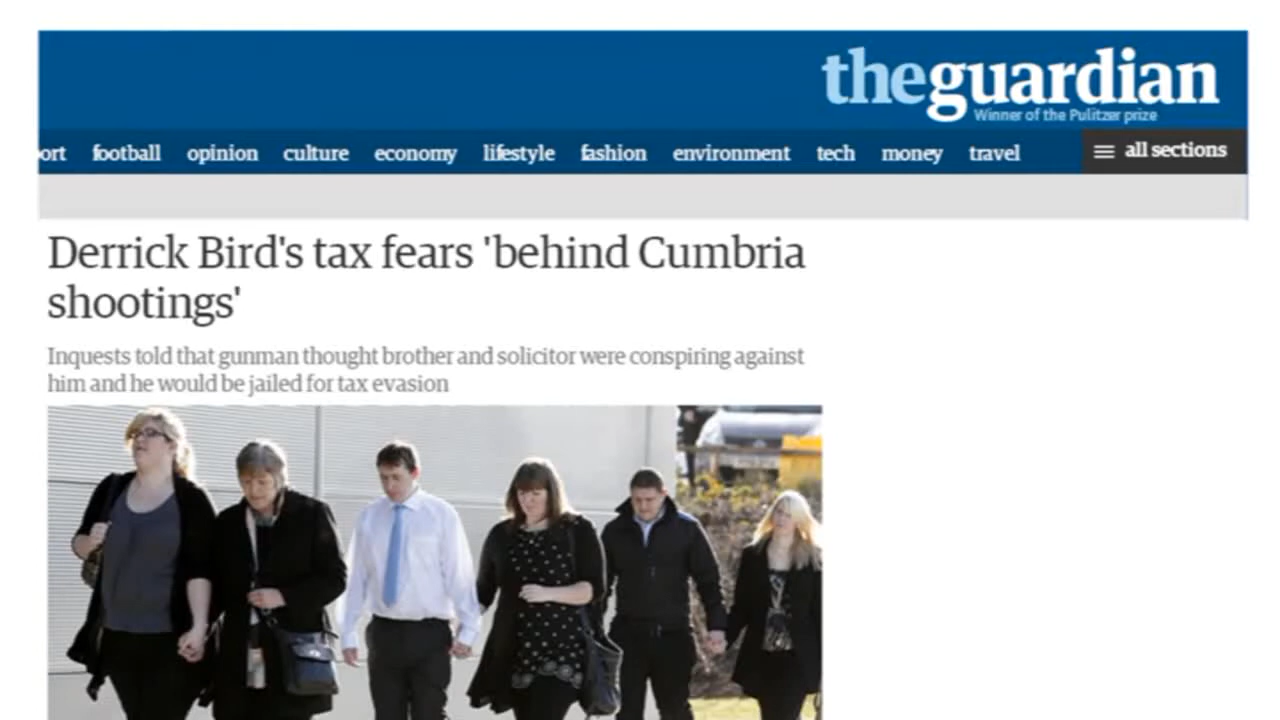 theguardian
Winner of the Pulitzer prize
ort football opinion culture economy lifestyle fashion environment tech money travel all sections
Derrick Bird's tax fears 'behind Cumbria
shootings'
Inquests told that gunman thought brother and solicitor were conspiring against
him and he would be jailed for tax evasion